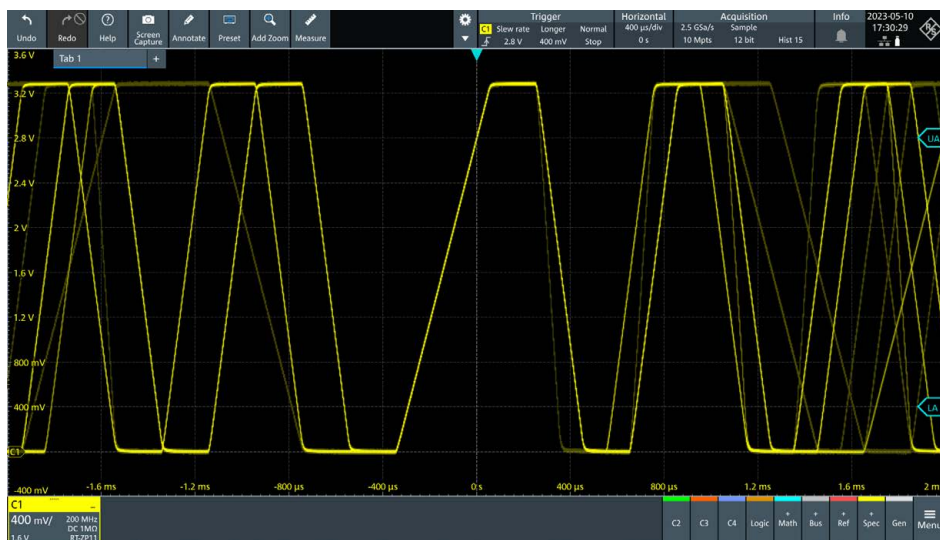 Undo Redo Help Screen Capture Annotate Preset Add Zoom Measure
Trigger
C1 Slew rate Longer Normal
2.8 V 400 mV Stop
Horizontal
400 µs/div
0 s
Acquisition
2.5 GSa/s Sample
10 Mpts 12 bit Hist 15
Info
2023-05-10
17:30:29
Tab 1 +
3.6 V
3.2 V
2.8 V
2.4 V
2 V
1.6 V
1.2 V
800 mV
400 mV
C1
-400 mV
UA
LA
-1.6 ms -1.2 ms -800 µs -400 µs 0 s 400 µs 800 µs 1.2 ms 1.6 ms 2 m
C1
400 mV/ 200 MHz
DC 1MΩ
1.6 V RT-ZP11
C2 C3 C4 Logic + Math + Bus + Ref + Spec Gen Menu